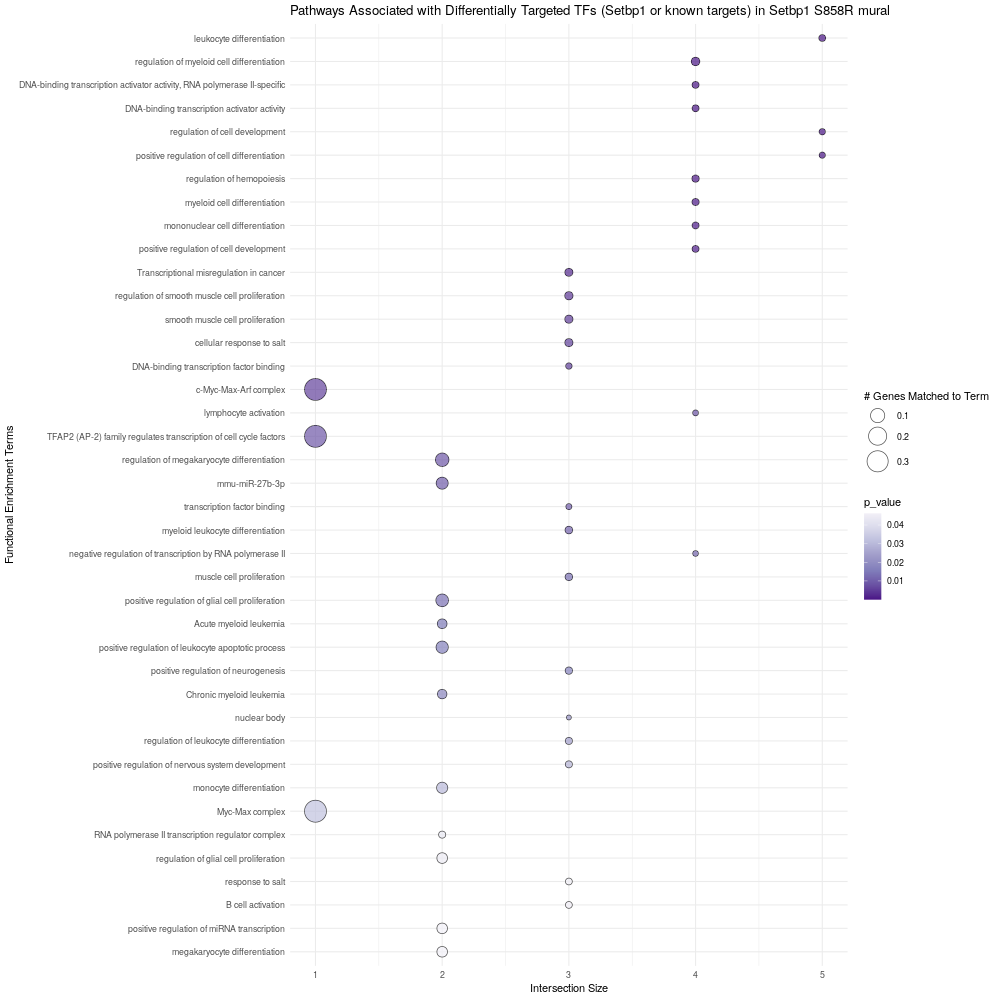 Pathways Associated with Differentially Targeted TFs (Setbp1 or known targets) in Setbp1 S858R mural
Functional Enrichment Terms
leukocyte differentiation
regulation of myeloid cell differentiation
DNA-binding transcription activator activity, RNA polymerase II-specific
DNA-binding transcription activator activity
regulation of cell development
positive regulation of cell differentiation
regulation of hemopoiesis
myeloid cell differentiation
mononuclear cell differentiation
positive regulation of cell development
Transcriptional misregulation in cancer
regulation of smooth muscle cell proliferation
smooth muscle cell proliferation
cellular response to salt
DNA-binding transcription factor binding
c-Myc-Max-Arf complex
lymphocyte activation
TFAP2 (AP-2) family regulates transcription of cell cycle factors
regulation of megakaryocyte differentiation
mmu-miR-27b-3p
transcription factor binding
myeloid leukocyte differentiation
negative regulation of transcription by RNA polymerase II
muscle cell proliferation
positive regulation of glial cell proliferation
Acute myeloid leukemia
positive regulation of leukocyte apoptotic process
positive regulation of neurogenesis
Chronic myeloid leukemia
nuclear body
regulation of leukocyte differentiation
positive regulation of nervous system development
monocyte differentiation
Myc-Max complex
RNA polymerase II transcription regulator complex
regulation of glial cell proliferation
response to salt
B cell activation
positive regulation of miRNA transcription
megakaryocyte differentiation
1 2 3 4 5
Intersection Size
# Genes Matched to Term
0.1
0.2
0.3
p_value
0.04
0.03
0.02
0.01